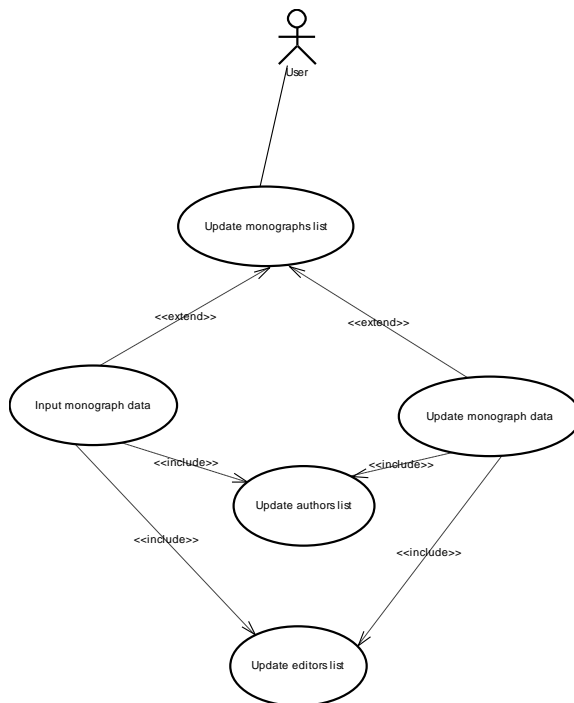 User
Update monographs list
<<extend>>
<<extend>>
Input monograph data
Update monograph data
<<include>>
<<include>>
Update authors list
<<include>>
<<include>>
Update editors list